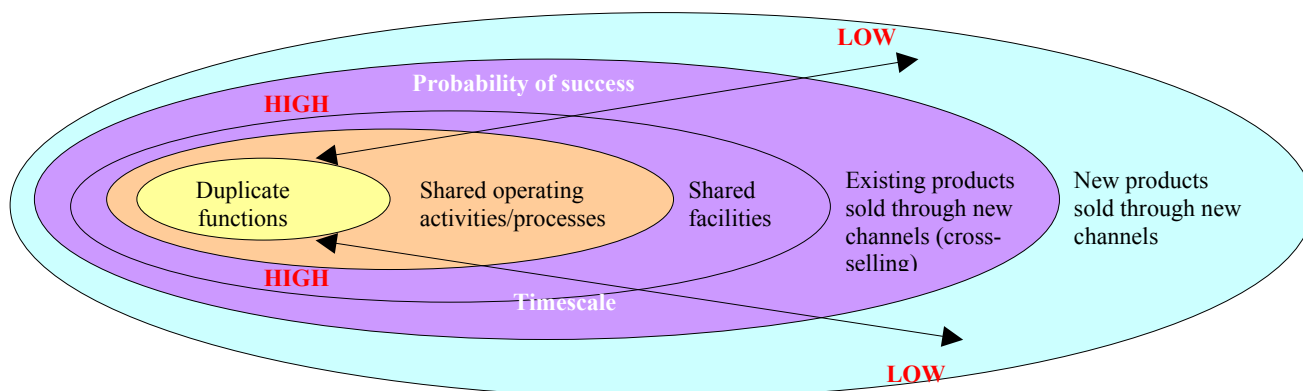 LOW
Probability of success
HIGH
Duplicate
functions
Shared operating
activities/processes
Shared
facilities
Existing products
sold through new
channels (cross-
selling)
New products
sold through new
channels
HIGH
Timescale
LOW